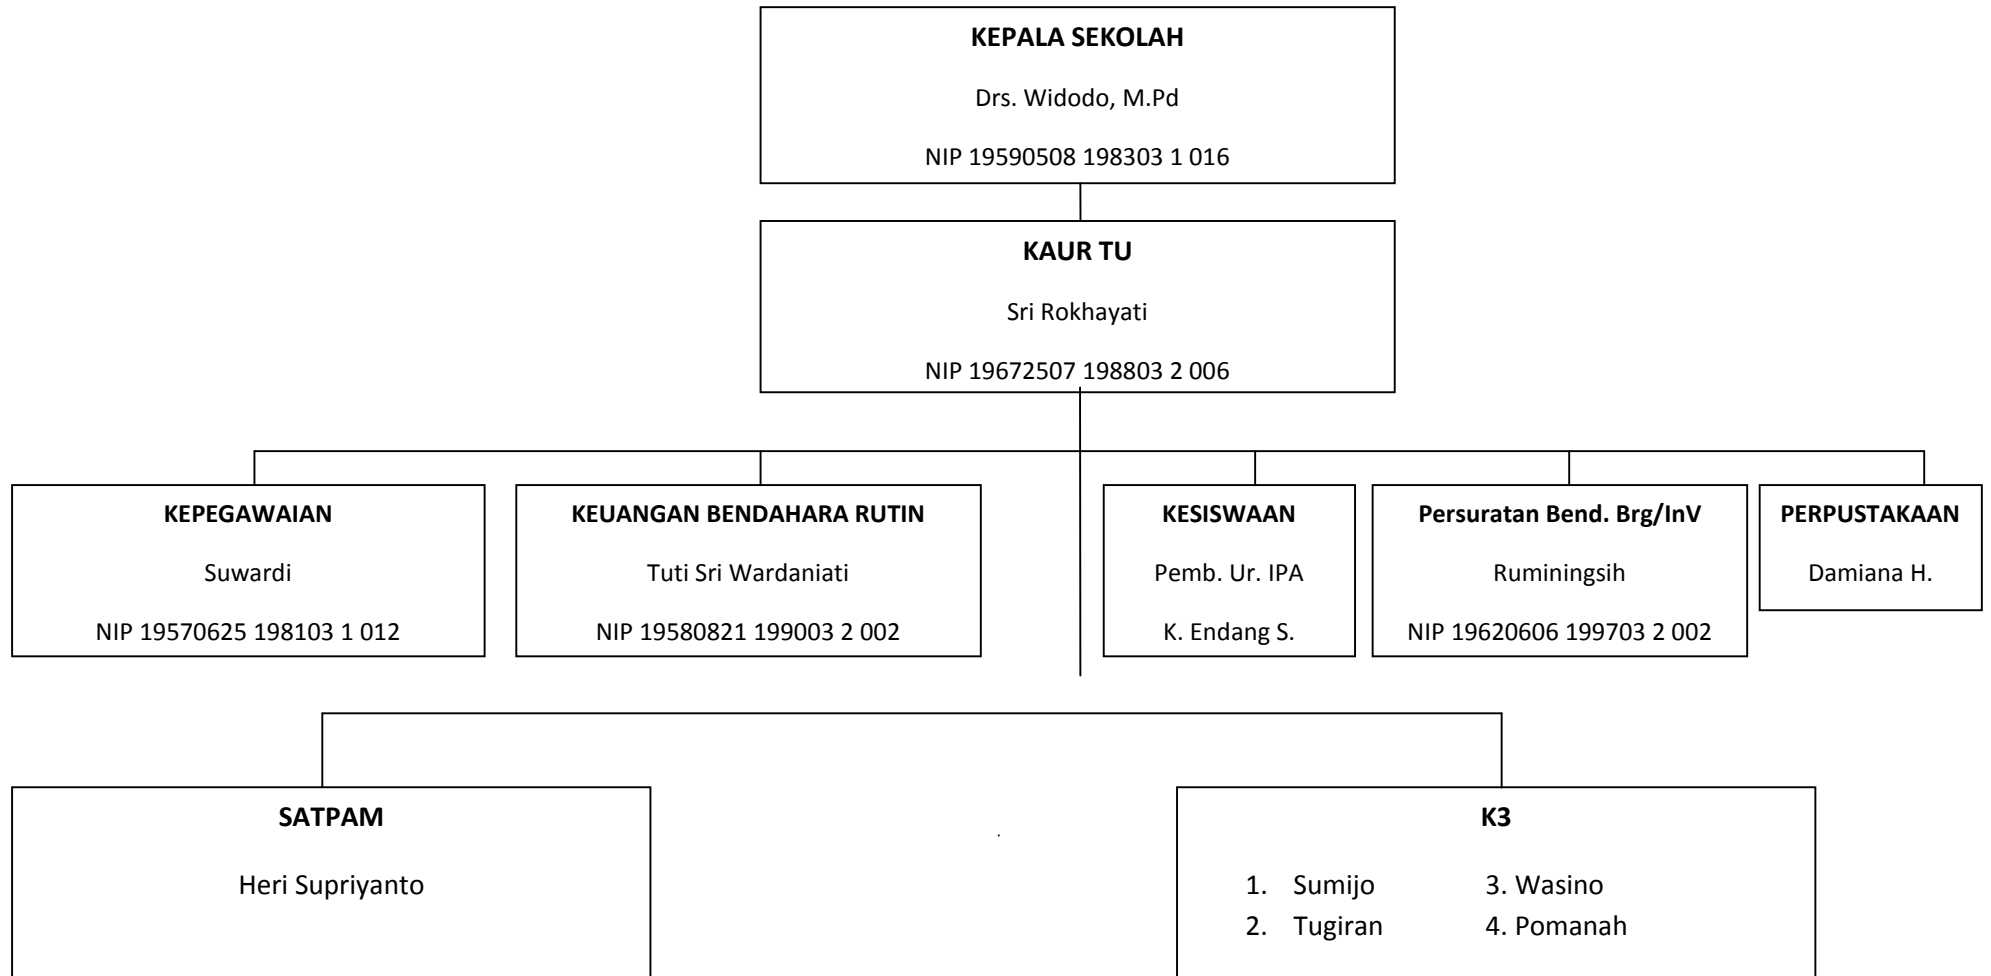 KEPALA SEKOLAH
Drs. Widodo, M.Pd
NIP 19590508 198303 1 016
KAUR TU
Sri Rokhayati
NIP 19672507 198803 2 006
KEPEGAWAIAN
Suwardi
NIP 19570625 198103 1 012
KEUANGAN BENDAHARA RUTIN
Tuti Sri Wardaniati
NIP 19580821 199003 2 002
KESISWAAN
Pemb. Ur. IPA
K. Endang S.
Persuratan Bend. Brg/InV
Ruminingsih
NIP 19620606 199703 2 002
PERPUSTAKAAN
Damiana H.
SATPAM
Heri Supriyanto
K3
1. Sumijo 3. Wasino
2. Tugiran 4. Pomanah